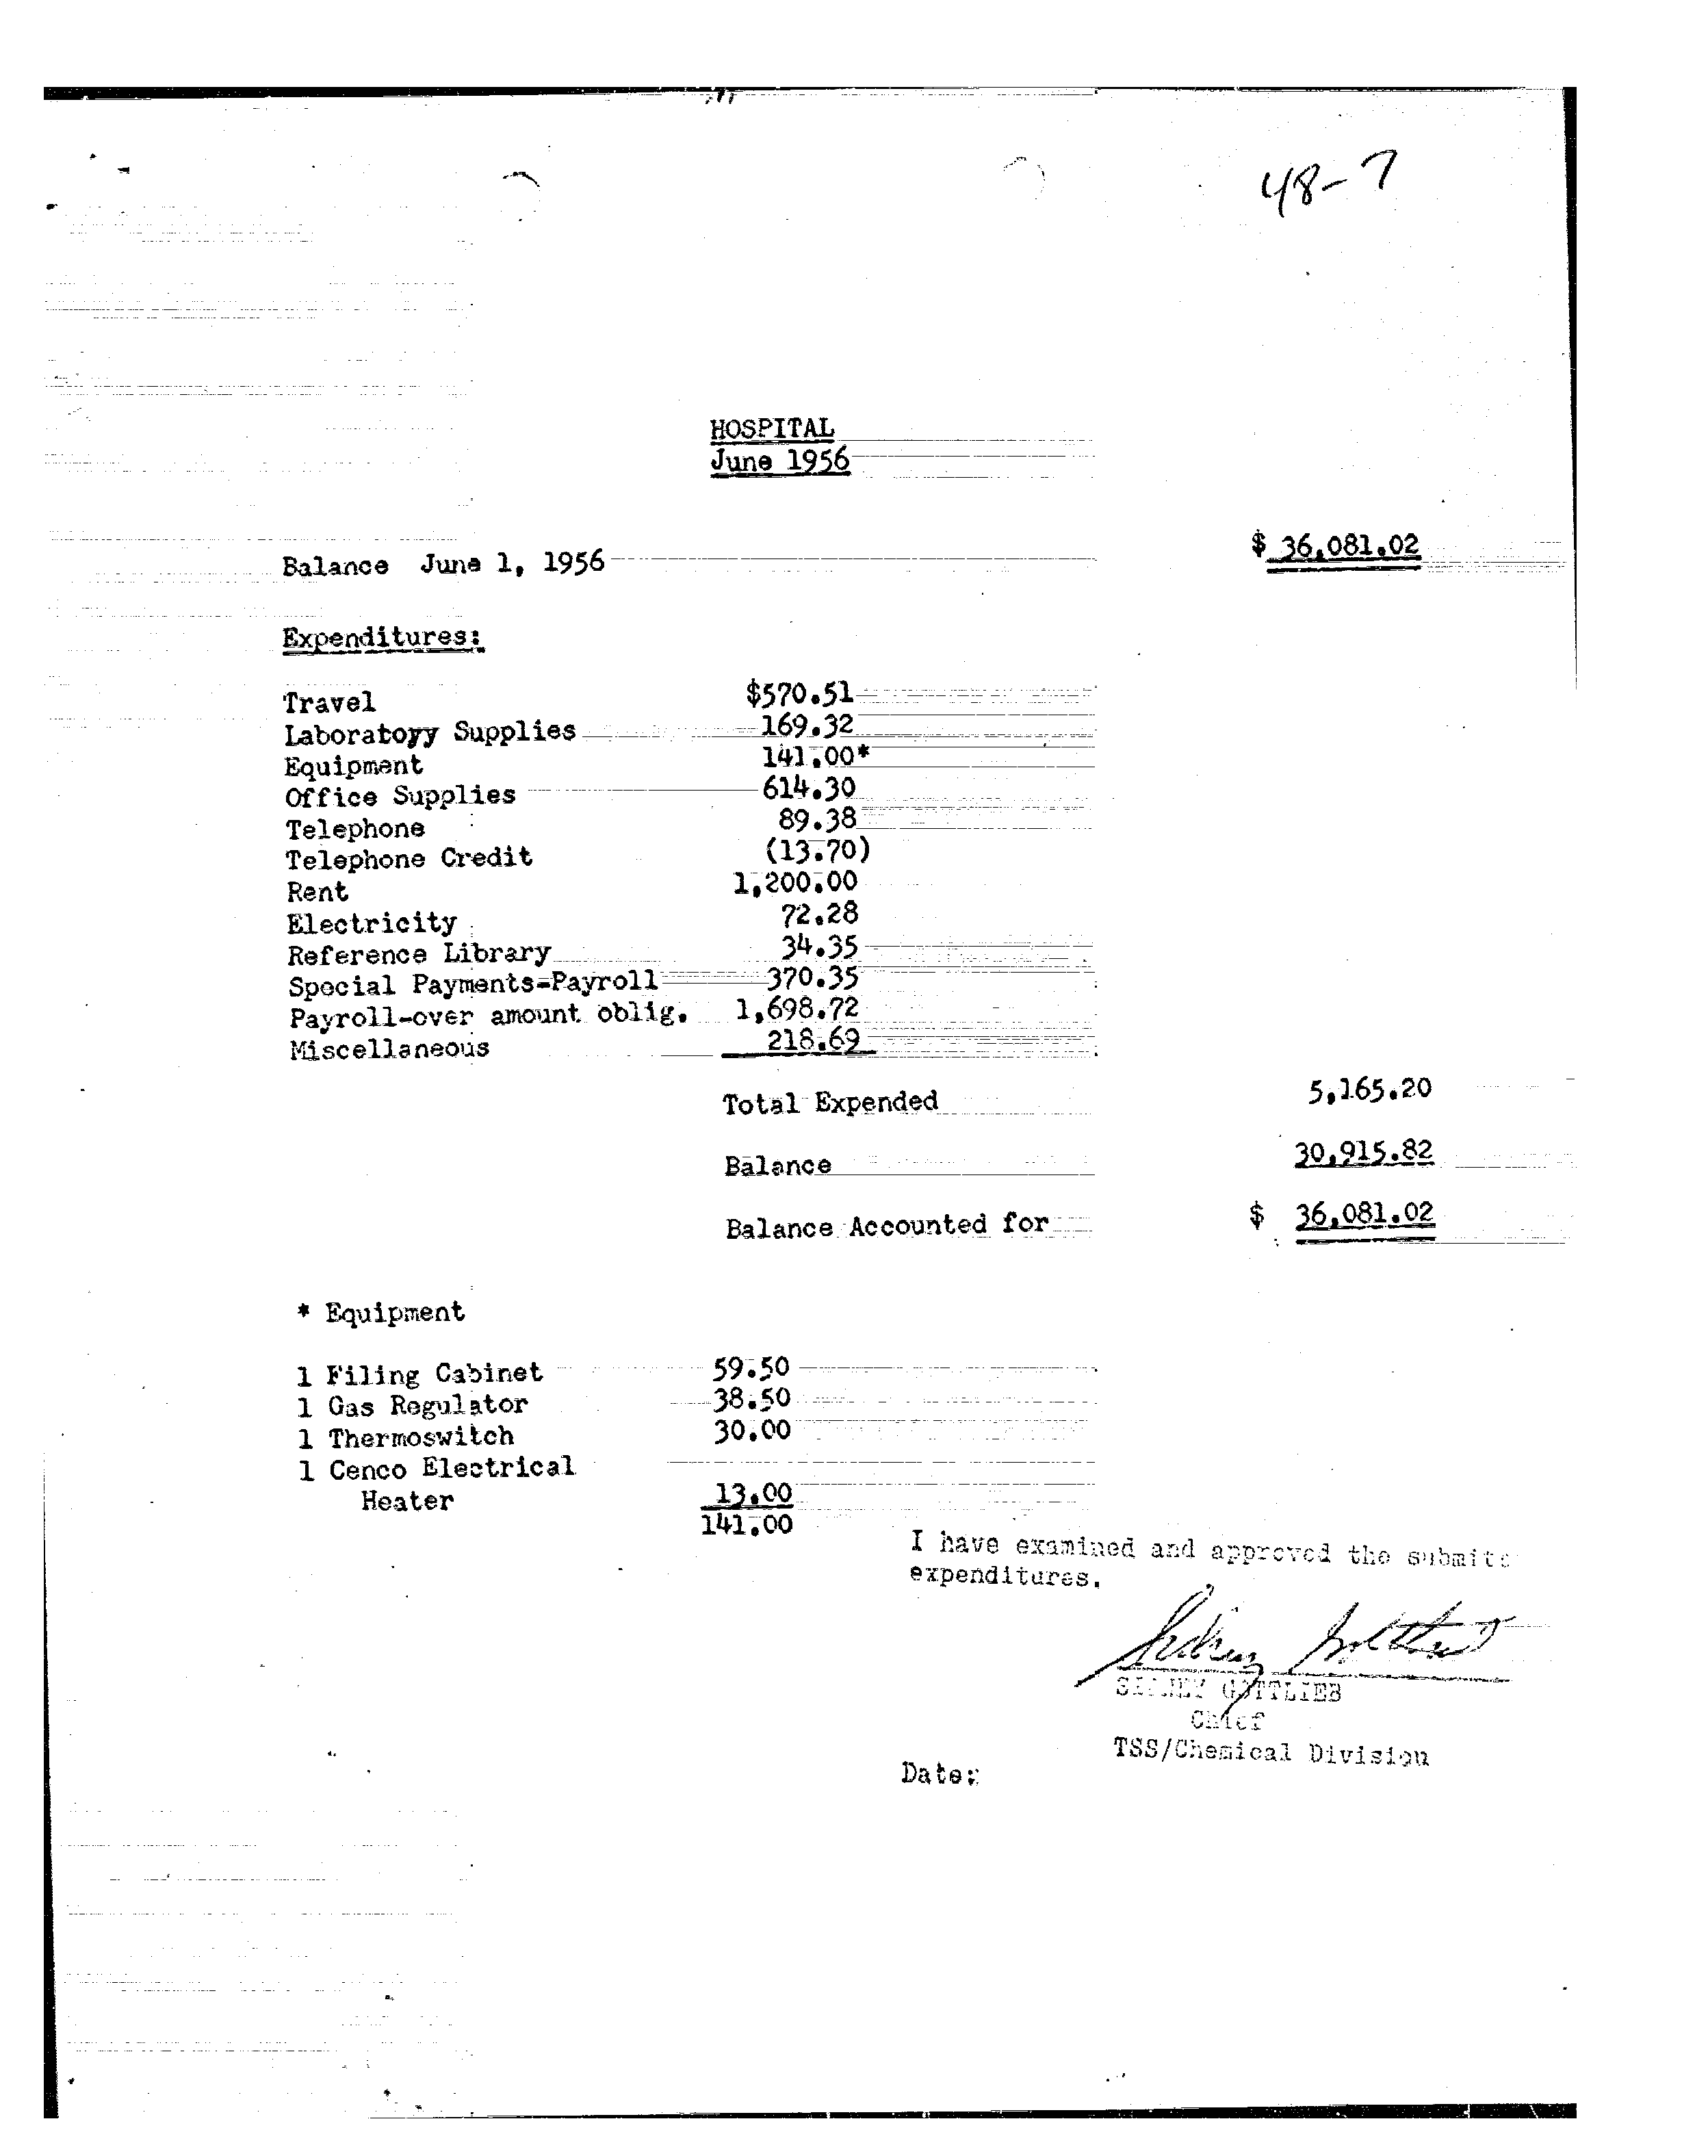 48-7
HOSPITAL
June 1956
Balance June 1, 1956 $ 36,081.02
Expenditures:
Travel $570.51
Laboratoyy Supplies 169.32
Equipment 141.00*
Office Supplies 614.30
Telephone 89.38
Telephone Credit (13.70)
Rent 1,200.00
Electricity 72.28
Reference Library 34.35
Special Payments-Payroll 370.35
Payroll-over amount oblig. 1,698.72
Miscellaneous 218.69
Total Expended 5,165.20
Balance 30,915.82
Balance Accounted for $ 36,081.02
* Equipment
1 Filing Cabinet 59.50
1 Gas Regulator 38.50
1 Thermoswitch 30.00
1 Cenco Electrical
Heater 13.00
141.00
I have examined and approved the submite
expenditures.
Sidney Gottlieb
SIDNEY GOTTLIEB
Chief
TSS/Chemical Division
Date: